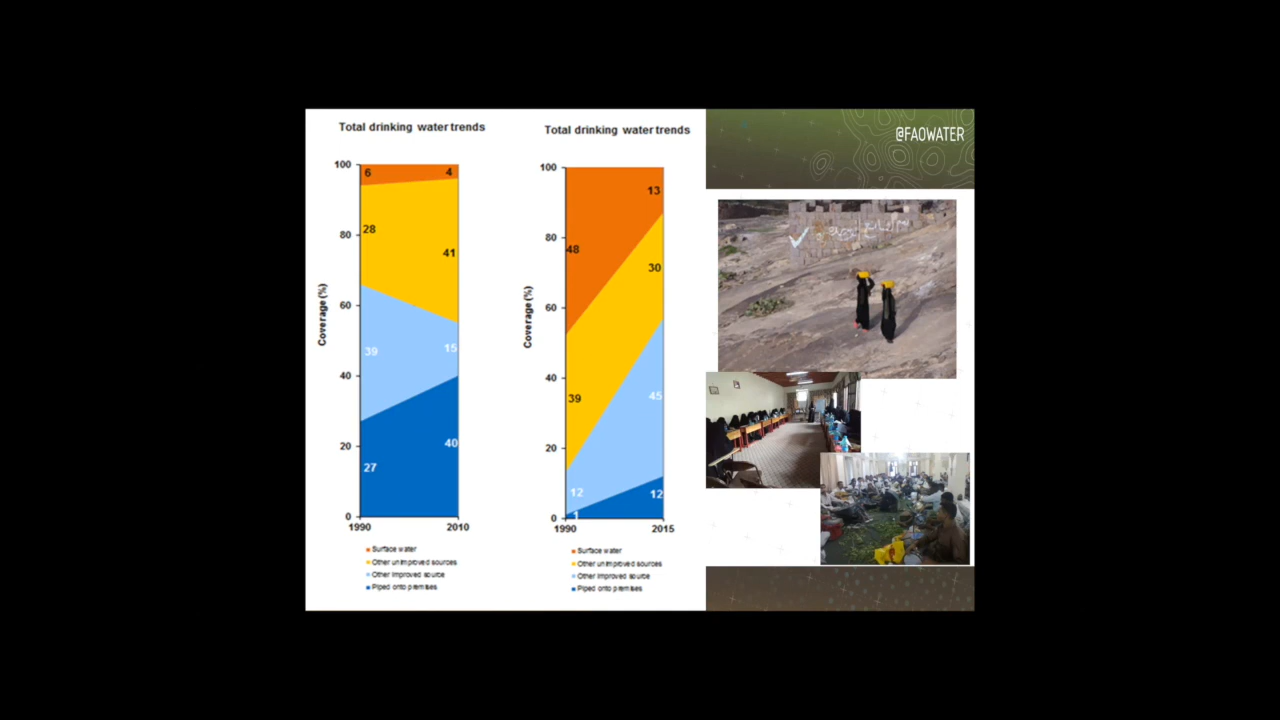 Total drinking water trends
100
80
60
40
20
0
Coverage (%)
6
4
28
41
39
15
27
40
1990
2010
Surface water
Other unimproved sources
Other improved source
Piped onto premises
Total drinking water trends
100
80
60
40
20
0
Coverage (%)
48
13
39
30
12
45
1
12
1990
2015
Surface water
Other unimproved sources
Other improved source
Piped onto premises
@FAOWATER